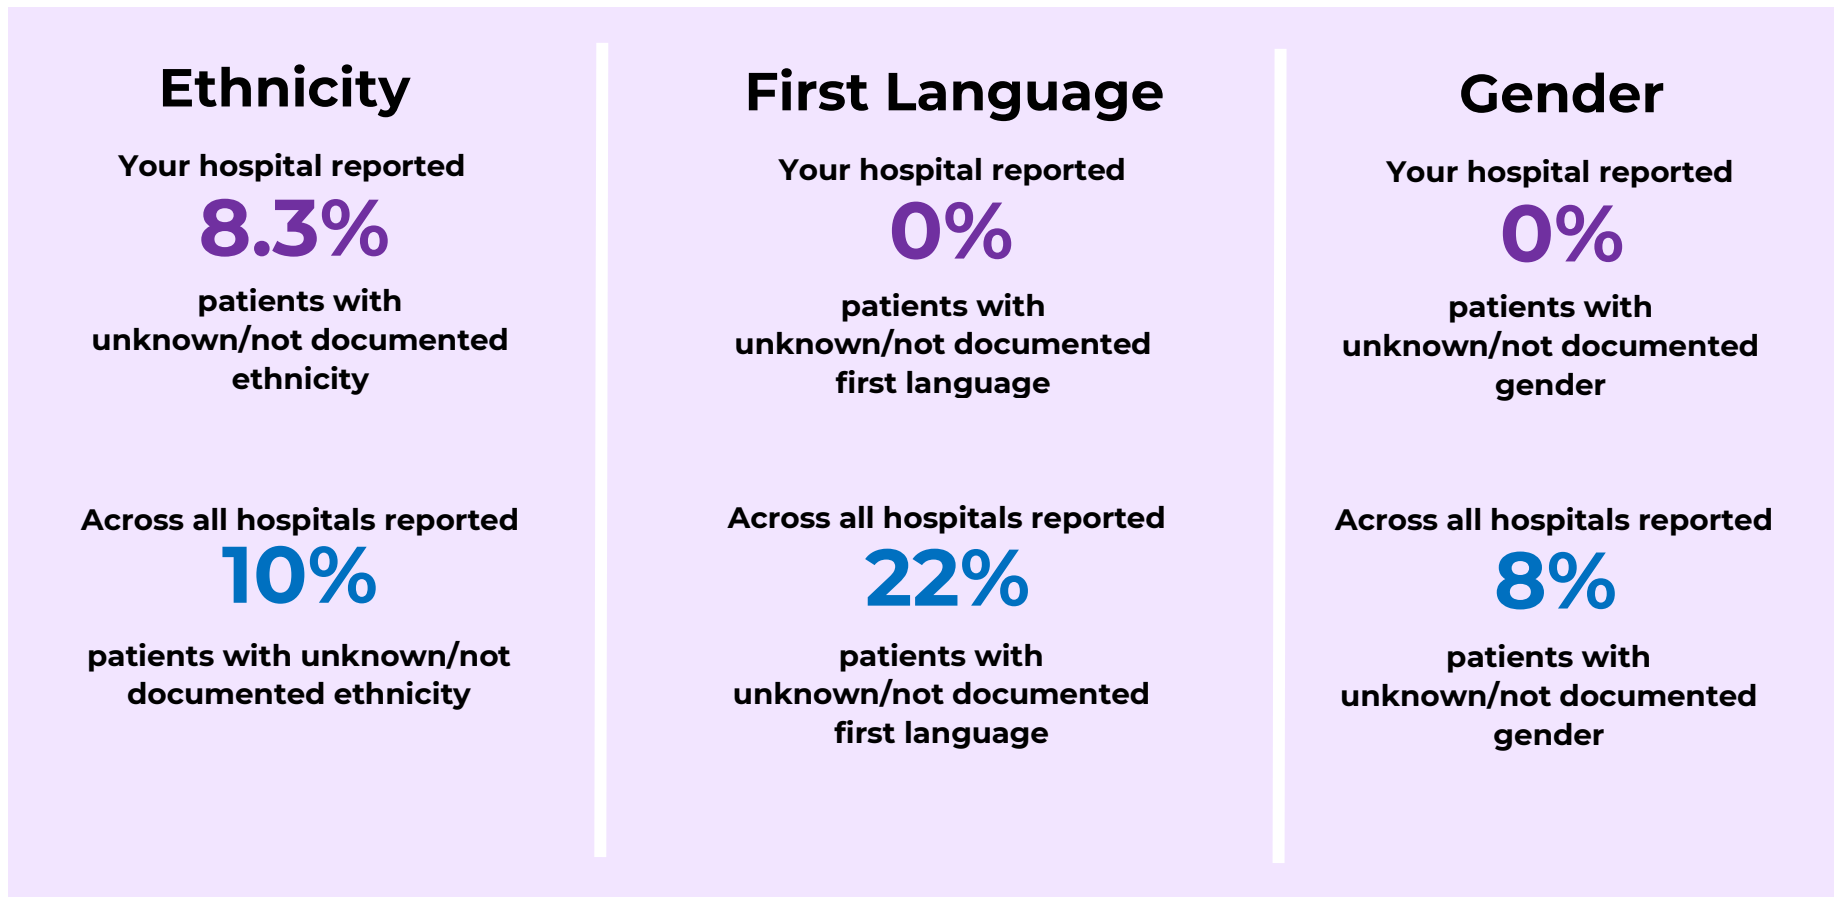 Ethnicity
Your hospital reported
8.3%
patients with
unknown/not documented
ethnicity
Across all hospitals reported
10%
patients with unknown/not
documented ethnicity
First Language
Your hospital reported
0%
patients with
unknown/not documented
first language
Across all hospitals reported
22%
patients with
unknown/not documented
first language
Gender
Your hospital reported
0%
patients with
unknown/not documented
gender
Across all hospitals reported
8%
patients with
unknown/not documented
gender